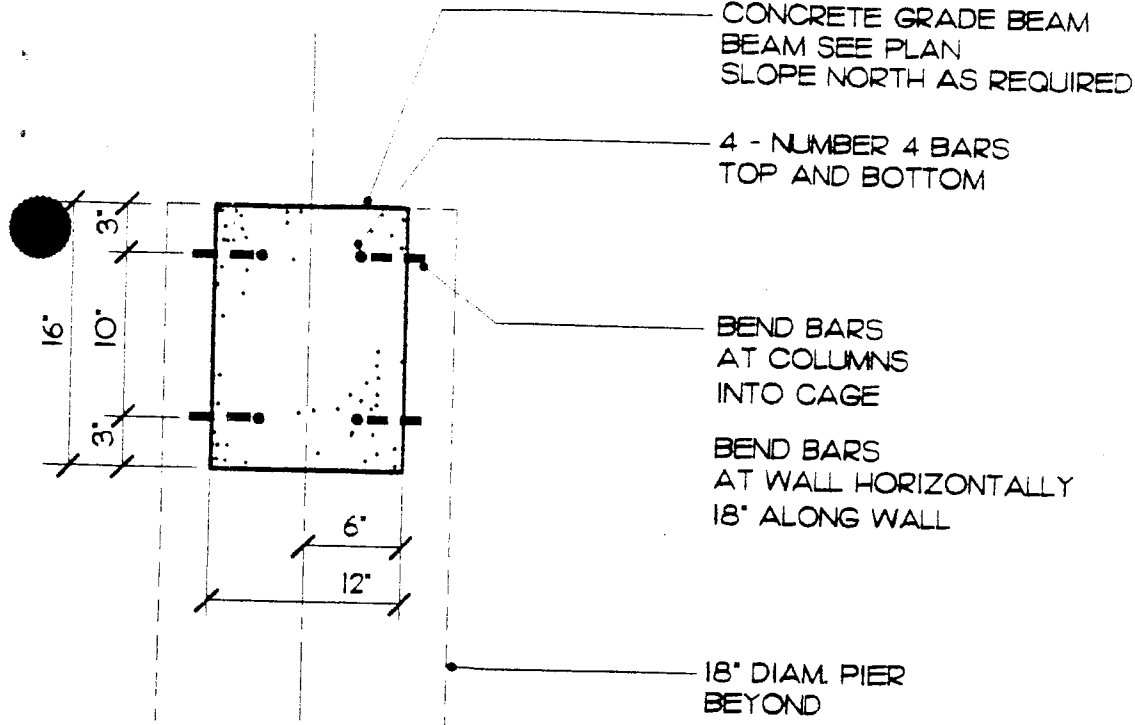 CONCRETE GRADE BEAM
BEAM SEE PLAN
SLOPE NORTH AS REQUIRED
4 - NUMBER 4 BARS
TOP AND BOTTOM
3"
16"
10"
3"
BEND BARS
AT COLUMNS
INTO CAGE
BEND BARS
AT WALL HORIZONTALLY
18" ALONG WALL
6"
12"
18" DIAM. PIER
BEYOND